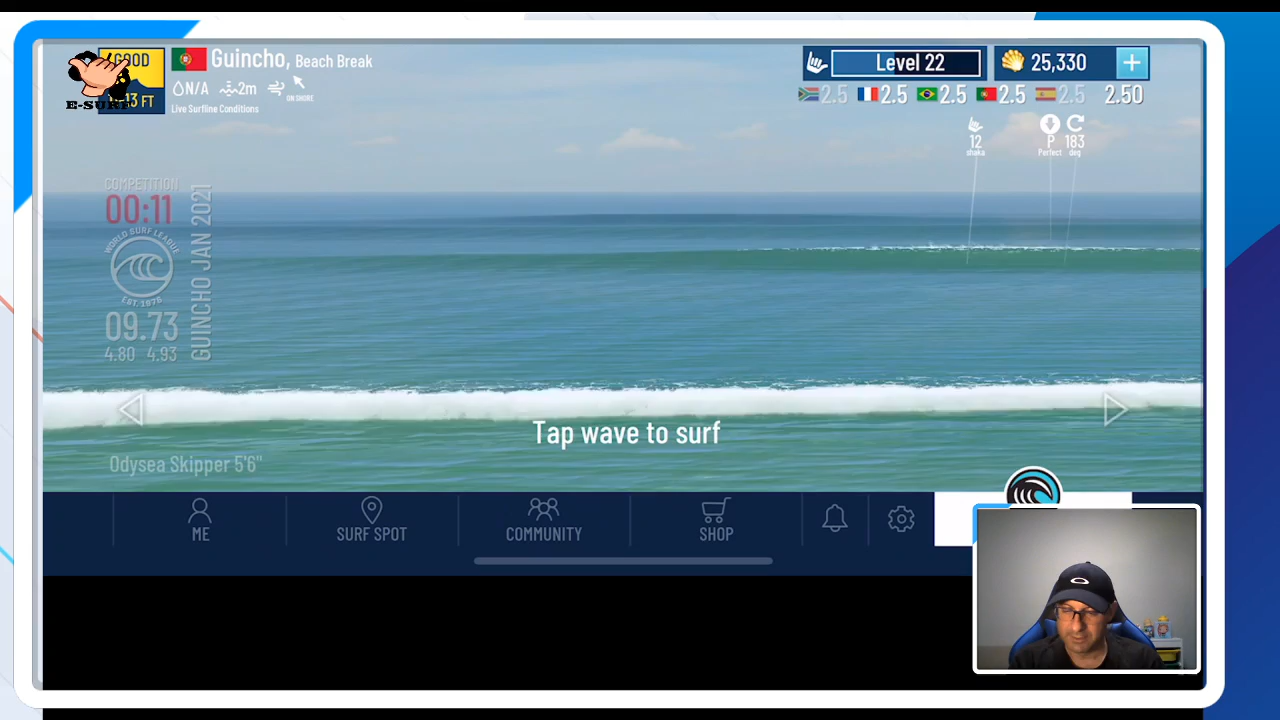 GOOD
Guincho, Beach Break
N/A
2m
ON SHORE
13 FT
E-SURF
Live Surfline Conditions
Level 22
25,330
+
2.5
2.5
2.5
2.5
2.5
2.50
12
shaka
P
Perfect
183
deg
COMPETITION
00:11
WORLD SURF LEAGUE
EST. 1976
09.73
4.80 4.93
GUINCHO JAN 2021
Tap wave to surf
Odysea Skipper 5'6"
ME
SURF SPOT
COMMUNITY
SHOP